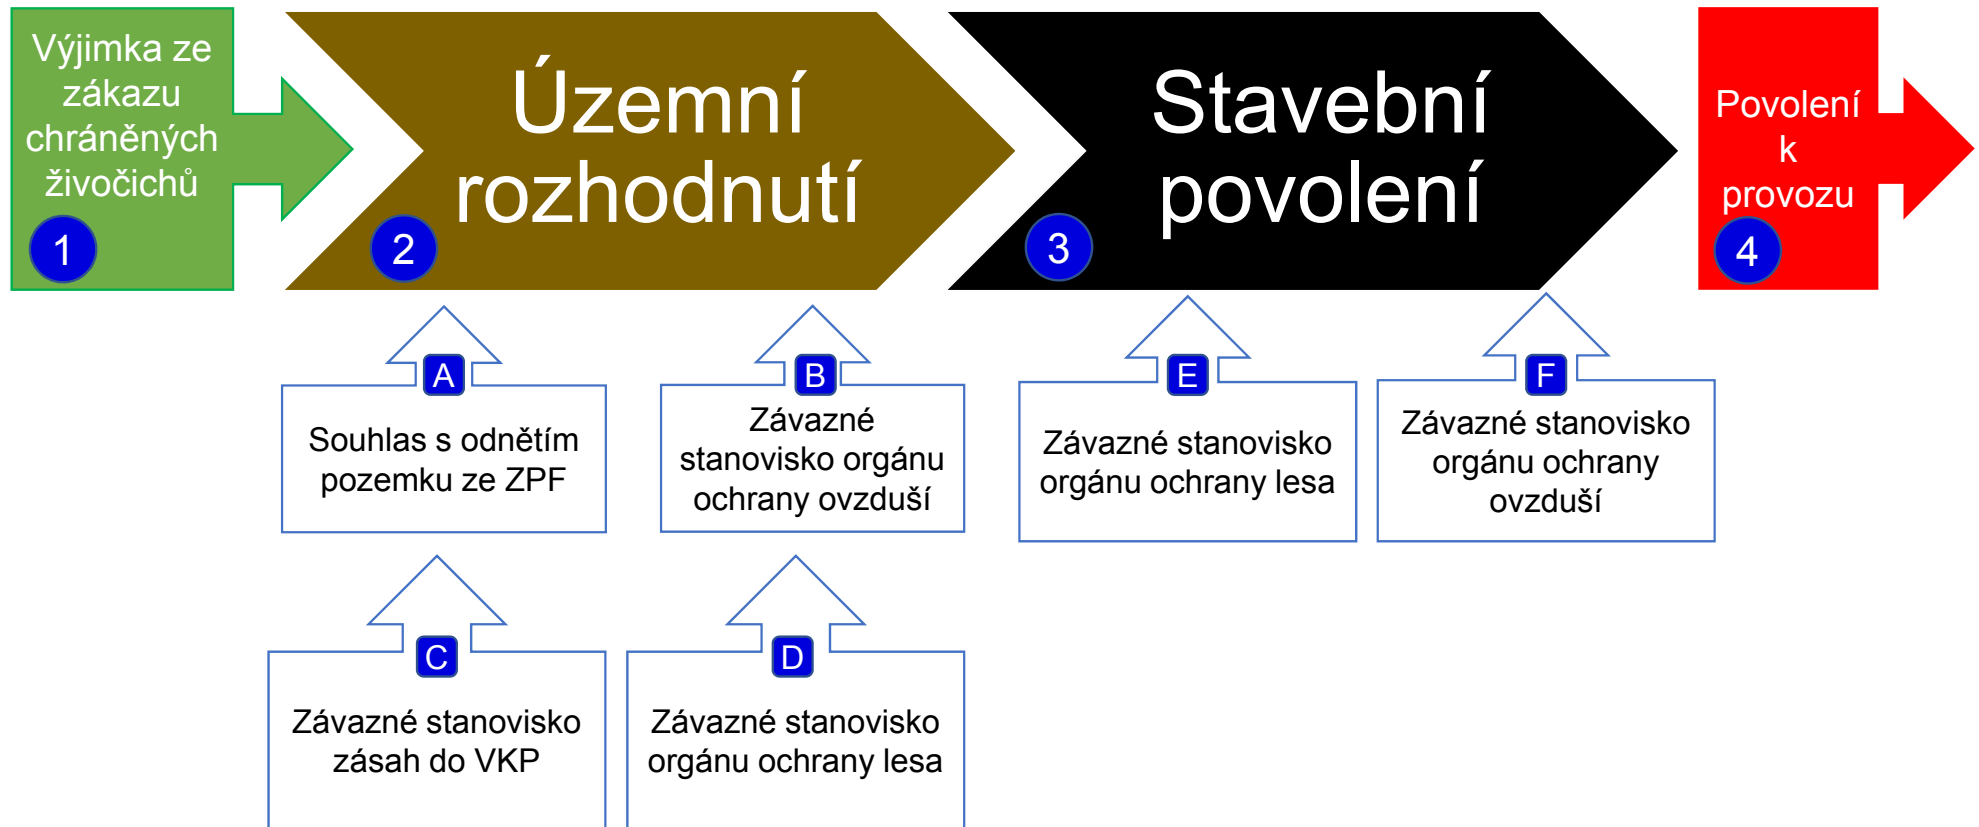 Výjimka ze
zákazu
chráněných
živočichů
1
Územní
rozhodnutí
2
Stavební
povolení
3
Povolení
k
provozu
4
A
Souhlas s odnětím
pozemku ze ZPF
B
Závazné
stanovisko orgánu
ochrany ovzduší
E
Závazné stanovisko
orgánu ochrany lesa
F
Závazné stanovisko
orgánu ochrany
ovzduší
C
Závazné stanovisko
zásah do VKP
D
Závazné stanovisko
orgánu ochrany lesa